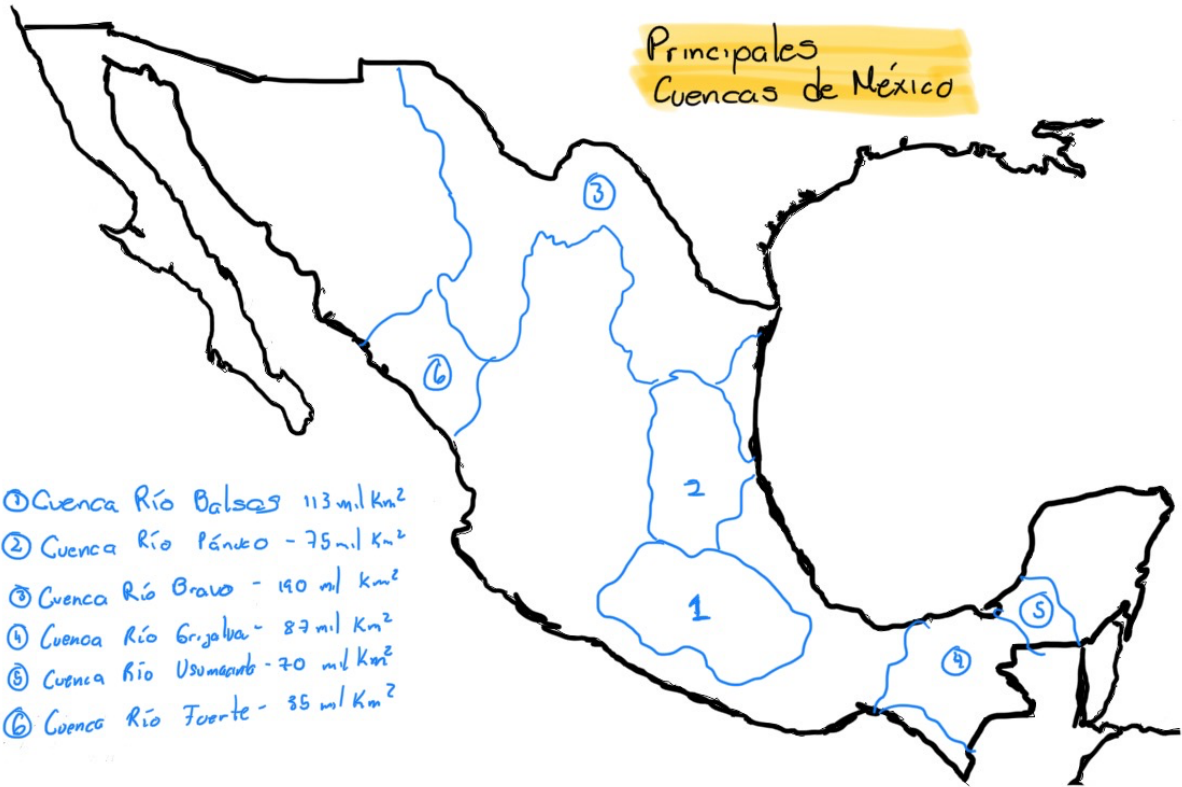 Principales
Cuencas de México
3
6
2
1
5
4
① Cuenca Río Balsas 113 mil Km²
② Cuenca Río Pánuco - 75 mil Km²
③ Cuenca Río Bravo - 190 mil Km²
④ Cuenca Río Grijalva - 87 mil Km²
⑤ Cuenca Río Usumacinta - 70 mil Km²
⑥ Cuenca Río Fuerte - 35 mil Km²